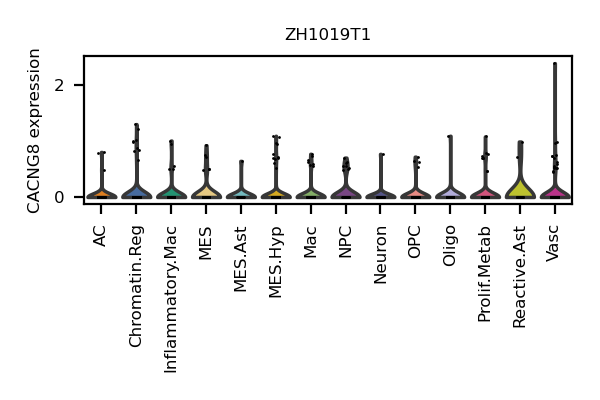 ZH1019T1
CACNG8 expression
2
0
AC
Chromatin.Reg
Inflammatory.Mac
MES
MES.Ast
MES.Hyp
Mac
NPC
Neuron
OPC
Oligo
Prolif.Metab
Reactive.Ast
Vasc